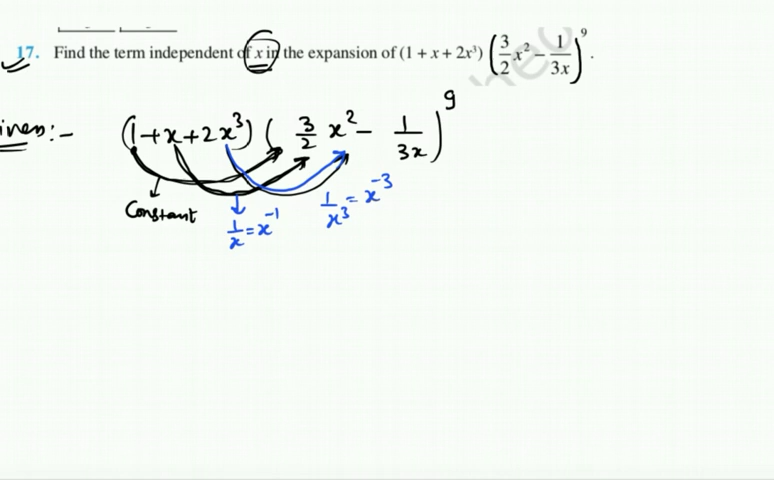 17. Find the term independent of x in the expansion of (1 + x + 2x³) (3/2 x² − 1/3x)⁹.
iven:- (1+x+2x³) (3/2 x² − 1/3x)⁹
Constant
1/x = x⁻¹
1/x³ = x⁻³